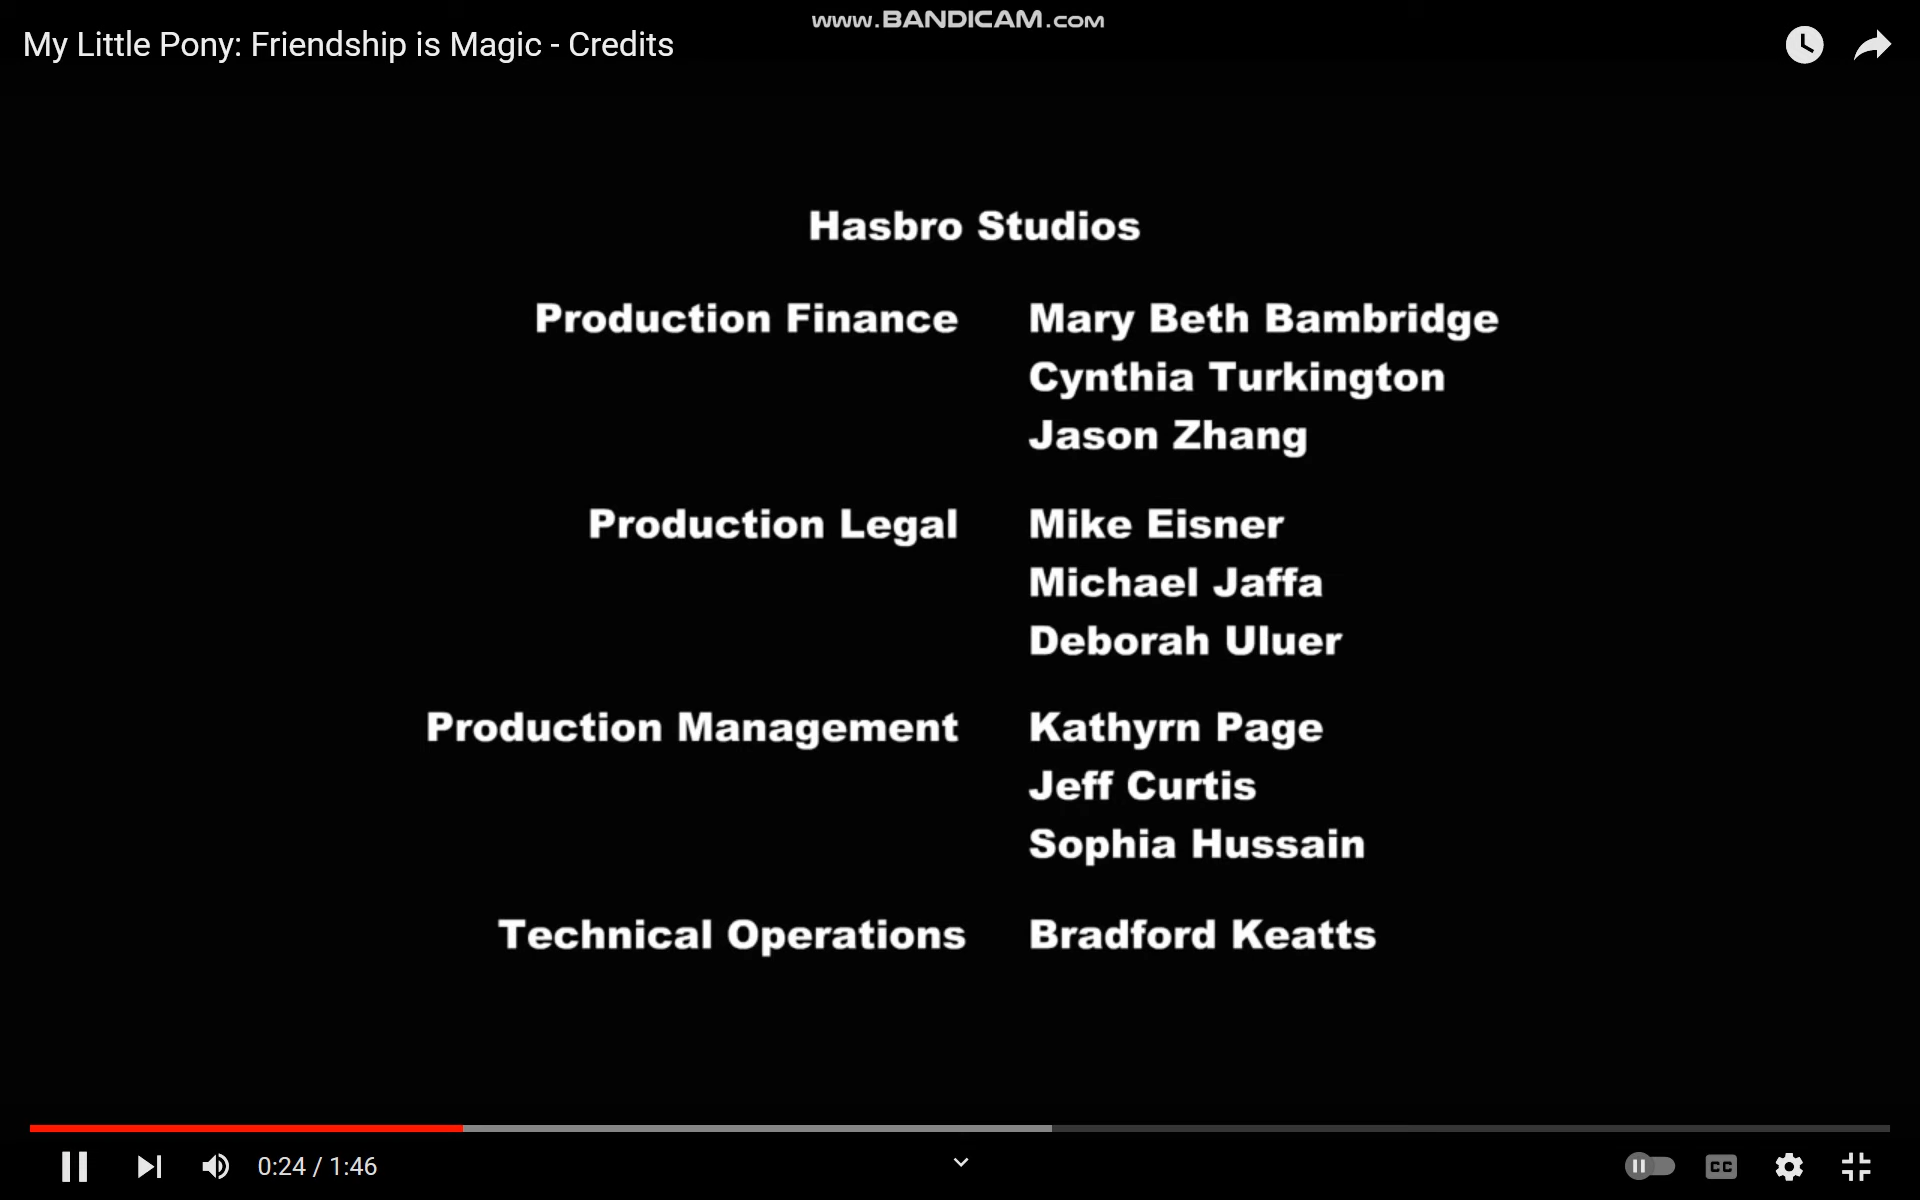 www.BANDICAM.COM
My Little Pony: Friendship is Magic - Credits
Hasbro Studios
Production Finance Mary Beth Bambridge
Cynthia Turkington
Jason Zhang
Production Legal Mike Eisner
Michael Jaffa
Deborah Uluer
Production Management Kathyrn Page
Jeff Curtis
Sophia Hussain
Technical Operations Bradford Keatts
0:24 / 1:46 CC